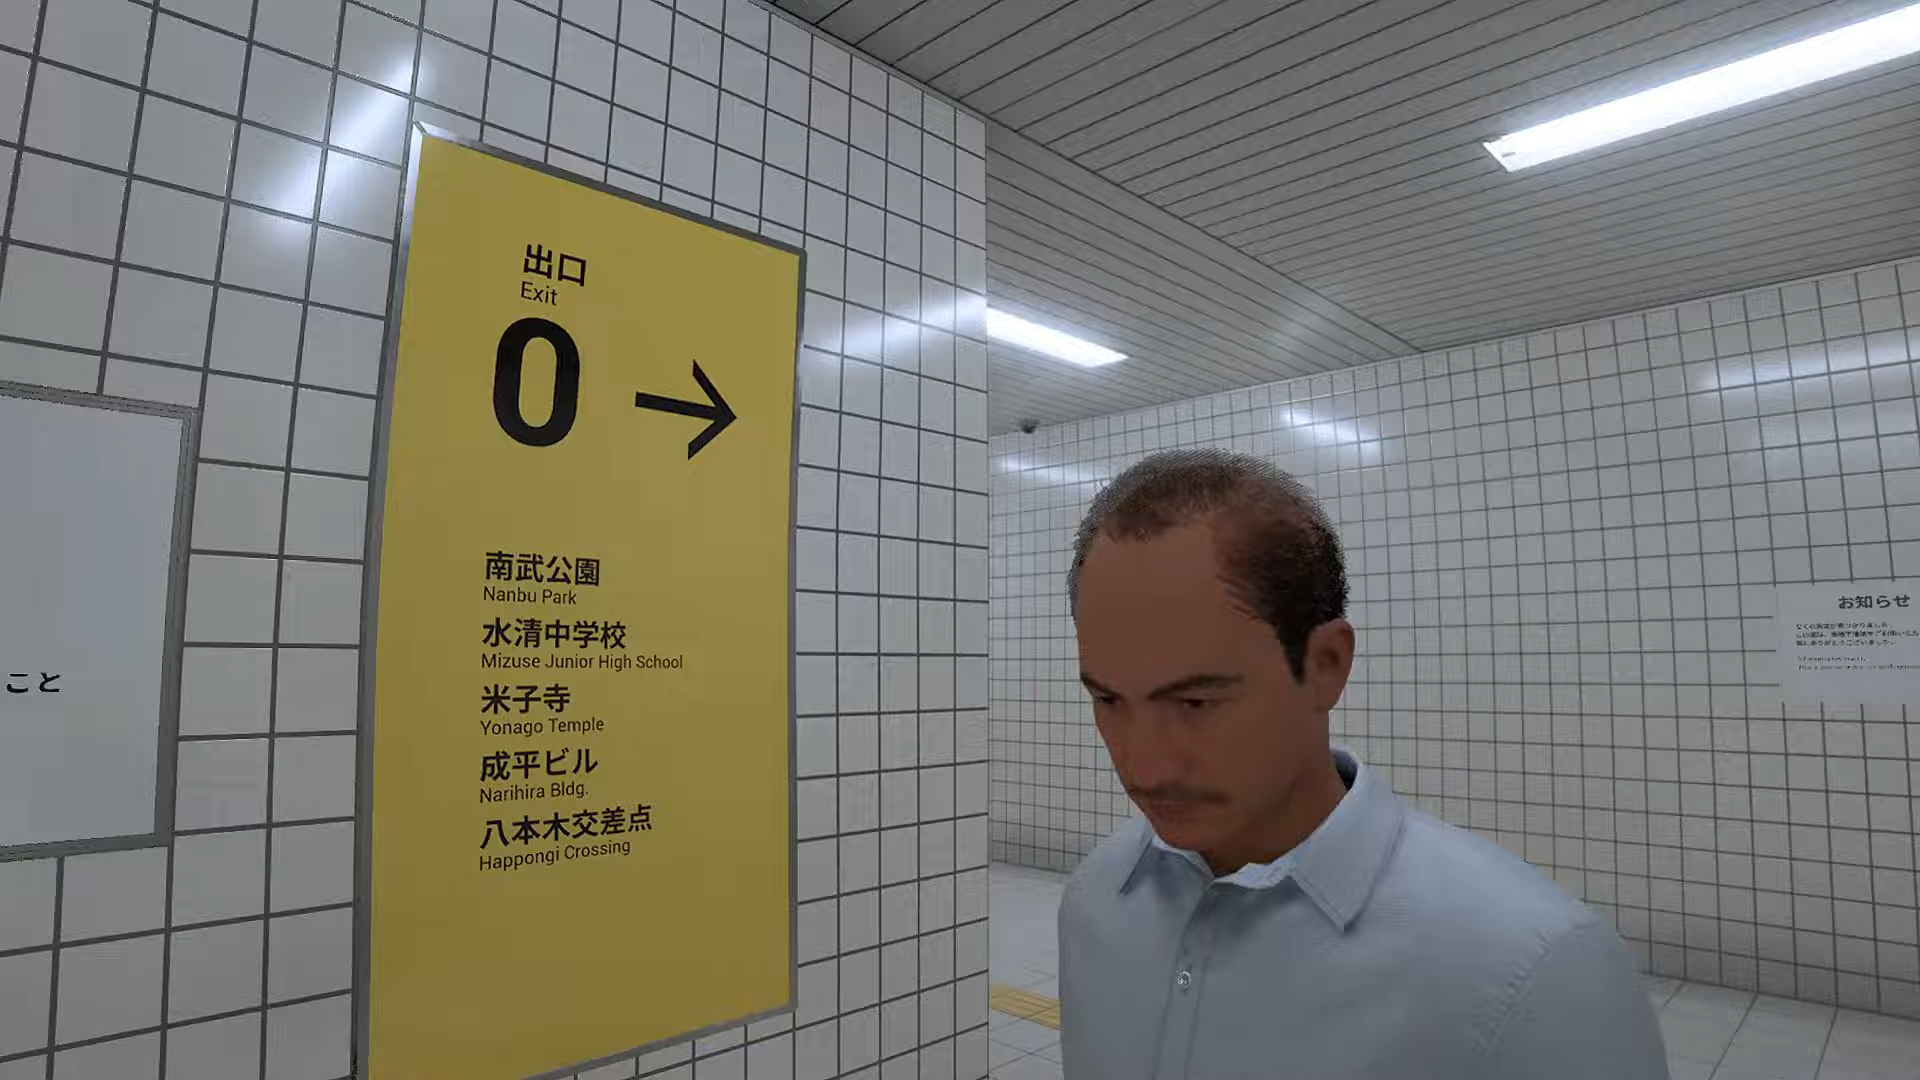 こと
出口
Exit
0 →
南武公園
Nanbu Park
水清中学校
Mizuse Junior High School
米子寺
Yonago Temple
成平ビル
Narihira Bldg.
八本木交差点
Happongi Crossing
お知らせ